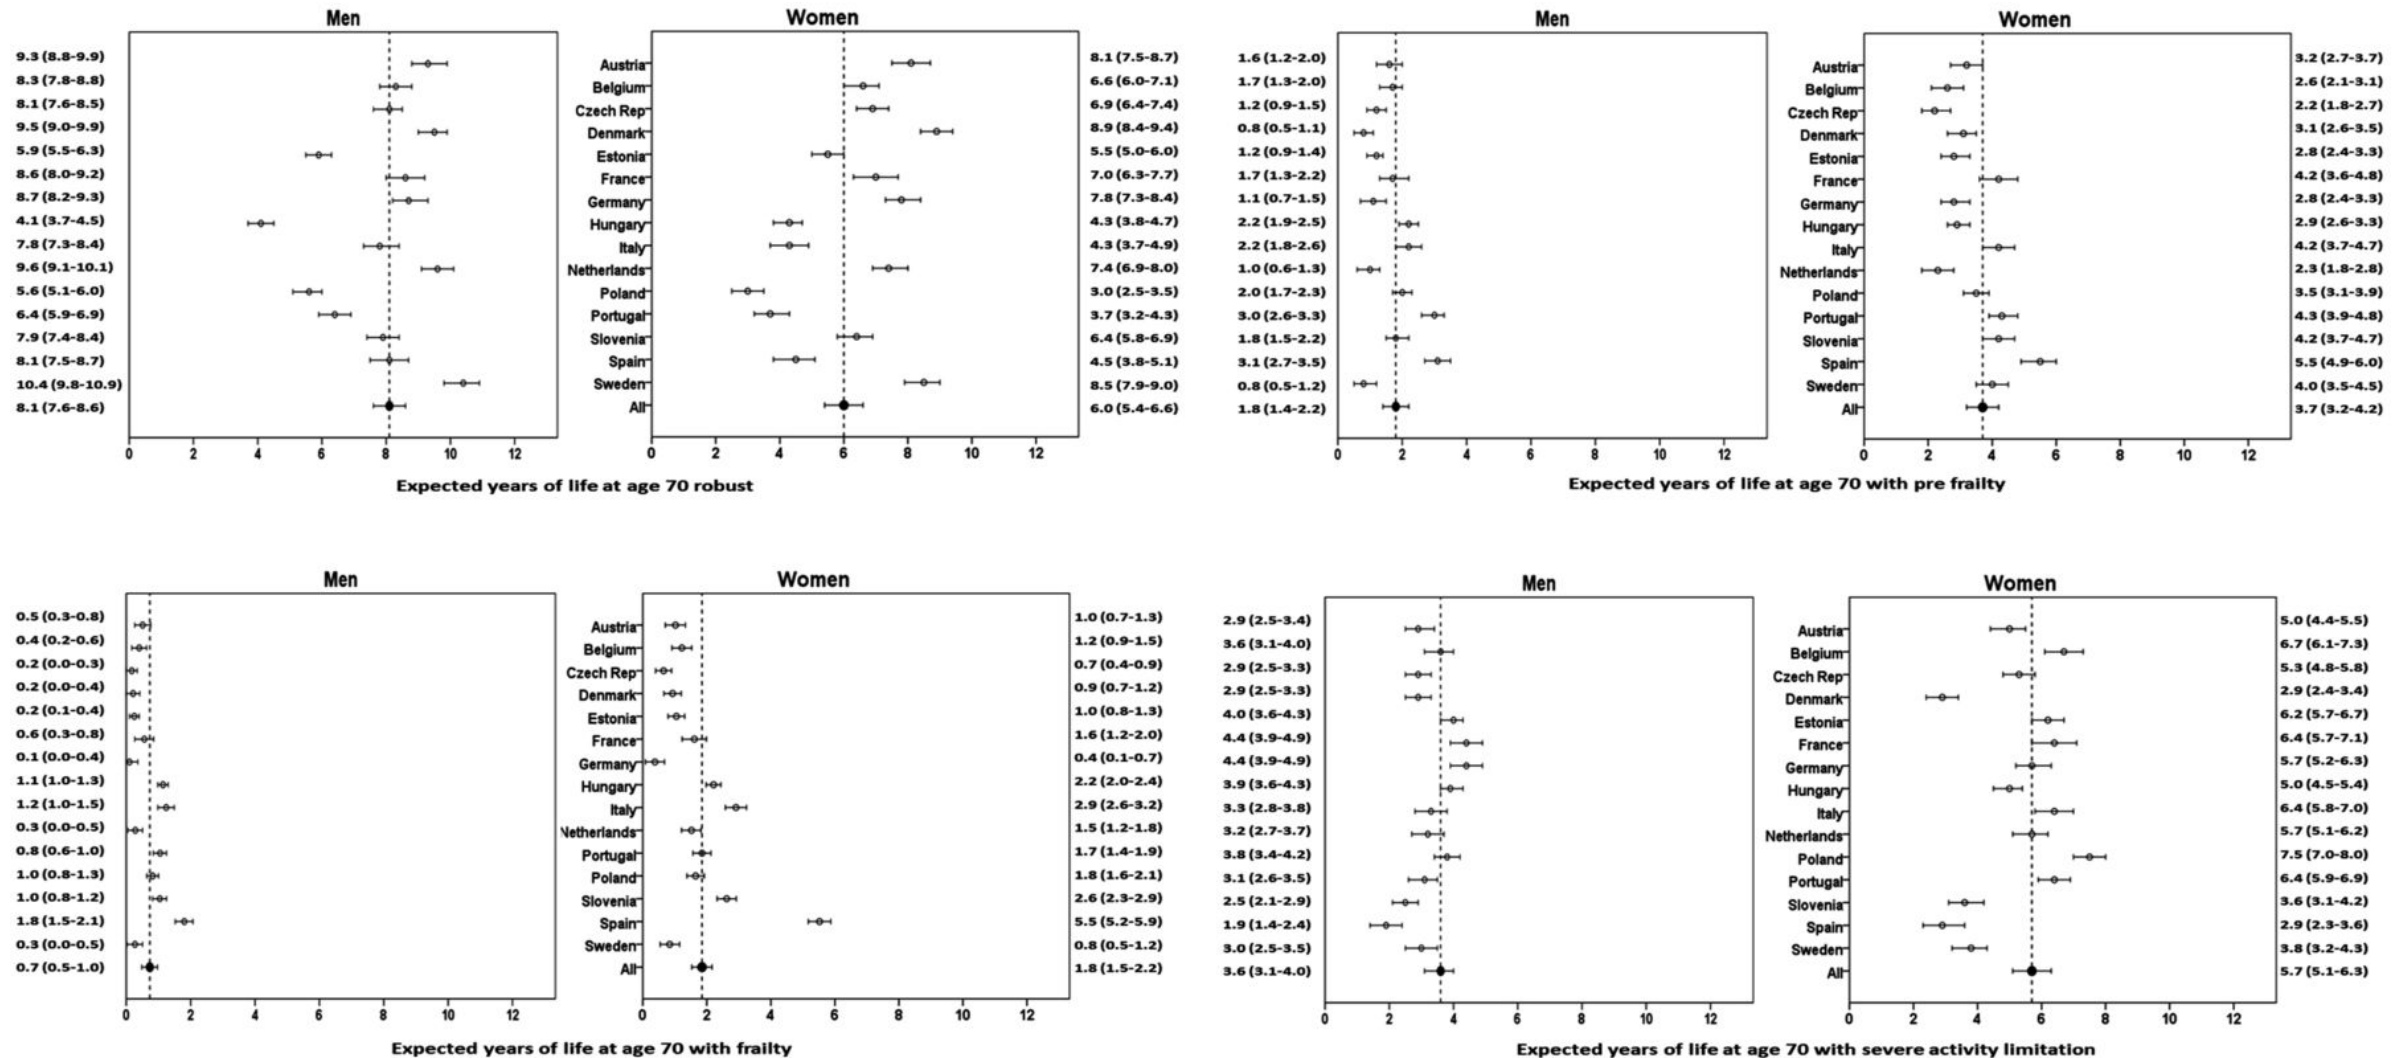 Men
Women
9.3 (8.8-9.9)
8.3 (7.8-8.8)
8.1 (7.6-8.5)
9.5 (9.0-9.9)
5.9 (5.5-6.3)
8.6 (8.0-9.2)
8.7 (8.2-9.3)
4.1 (3.7-4.5)
7.8 (7.3-8.4)
9.6 (9.1-10.1)
5.6 (5.1-6.0)
6.4 (5.9-6.9)
7.9 (7.4-8.4)
8.1 (7.5-8.7)
10.4 (9.8-10.9)
8.1 (7.6-8.6)
0 2 4 6 8 10 12
Austria
Belgium
Czech Rep
Denmark
Estonia
France
Germany
Hungary
Italy
Netherlands
Poland
Portugal
Slovenia
Spain
Sweden
All
0 2 4 6 8 10 12
8.1 (7.5-8.7)
6.6 (6.0-7.1)
6.9 (6.4-7.4)
8.9 (8.4-9.4)
5.5 (5.0-6.0)
7.0 (6.3-7.7)
7.8 (7.3-8.4)
4.3 (3.8-4.7)
4.3 (3.7-4.9)
7.4 (6.9-8.0)
3.0 (2.5-3.5)
3.7 (3.2-4.3)
6.4 (5.8-6.9)
4.5 (3.8-5.1)
8.5 (7.9-9.0)
6.0 (5.4-6.6)
Expected years of life at age 70 robust
Men
Women
1.6 (1.2-2.0)
1.7 (1.3-2.0)
1.2 (0.9-1.5)
0.8 (0.5-1.1)
1.2 (0.9-1.4)
1.7 (1.3-2.2)
1.1 (0.7-1.5)
2.2 (1.9-2.5)
2.2 (1.8-2.6)
1.0 (0.6-1.3)
2.0 (1.7-2.3)
3.0 (2.6-3.3)
1.8 (1.5-2.2)
3.1 (2.7-3.5)
0.8 (0.5-1.2)
1.8 (1.4-2.2)
0 2 4 6 8 10 12
Austria
Belgium
Czech Rep
Denmark
Estonia
France
Germany
Hungary
Italy
Netherlands
Poland
Portugal
Slovenia
Spain
Sweden
All
0 2 4 6 8 10 12
3.2 (2.7-3.7)
2.6 (2.1-3.1)
2.2 (1.8-2.7)
3.1 (2.6-3.5)
2.8 (2.4-3.3)
4.2 (3.6-4.8)
2.8 (2.4-3.3)
2.9 (2.6-3.3)
4.2 (3.7-4.7)
2.3 (1.8-2.8)
3.5 (3.1-3.9)
4.3 (3.9-4.8)
4.2 (3.7-4.7)
5.5 (4.9-6.0)
4.0 (3.5-4.5)
3.7 (3.2-4.2)
Expected years of life at age 70 with pre frailty
Men
Women
0.5 (0.3-0.8)
0.4 (0.2-0.6)
0.2 (0.0-0.3)
0.2 (0.0-0.4)
0.2 (0.1-0.4)
0.6 (0.3-0.8)
0.1 (0.0-0.4)
1.1 (1.0-1.3)
1.2 (1.0-1.5)
0.3 (0.0-0.5)
0.8 (0.6-1.0)
1.0 (0.8-1.3)
1.0 (0.8-1.2)
1.8 (1.5-2.1)
0.3 (0.0-0.5)
0.7 (0.5-1.0)
0 2 4 6 8 10 12
Austria
Belgium
Czech Rep
Denmark
Estonia
France
Germany
Hungary
Italy
Netherlands
Portugal
Poland
Slovenia
Spain
Sweden
All
0 2 4 6 8 10 12
1.0 (0.7-1.3)
1.2 (0.9-1.5)
0.7 (0.4-0.9)
0.9 (0.7-1.2)
1.0 (0.8-1.3)
1.6 (1.2-2.0)
0.4 (0.1-0.7)
2.2 (2.0-2.4)
2.9 (2.6-3.2)
1.5 (1.2-1.8)
1.7 (1.4-1.9)
1.8 (1.6-2.1)
2.6 (2.3-2.9)
5.5 (5.2-5.9)
0.8 (0.5-1.2)
1.8 (1.5-2.2)
Expected years of life at age 70 with frailty
Men
Women
2.9 (2.5-3.4)
3.6 (3.1-4.0)
2.9 (2.5-3.3)
2.9 (2.5-3.3)
4.0 (3.6-4.3)
4.4 (3.9-4.9)
4.4 (3.9-4.9)
3.9 (3.6-4.3)
3.3 (2.8-3.8)
3.2 (2.7-3.7)
3.8 (3.4-4.2)
3.1 (2.6-3.5)
2.5 (2.1-2.9)
1.9 (1.4-2.4)
3.0 (2.5-3.5)
3.6 (3.1-4.0)
0 2 4 6 8 10 12
Austria
Belgium
Czech Rep
Denmark
Estonia
France
Germany
Hungary
Italy
Netherlands
Poland
Portugal
Slovenia
Spain
Sweden
All
0 2 4 6 8 10 12
5.0 (4.4-5.5)
6.7 (6.1-7.3)
5.3 (4.8-5.8)
2.9 (2.4-3.4)
6.2 (5.7-6.7)
6.4 (5.7-7.1)
5.7 (5.2-6.3)
5.0 (4.5-5.4)
6.4 (5.8-7.0)
5.7 (5.1-6.2)
7.5 (7.0-8.0)
6.4 (5.9-6.9)
3.6 (3.1-4.2)
2.9 (2.3-3.6)
3.8 (3.2-4.3)
5.7 (5.1-6.3)
Expected years of life at age 70 with severe activity limitation